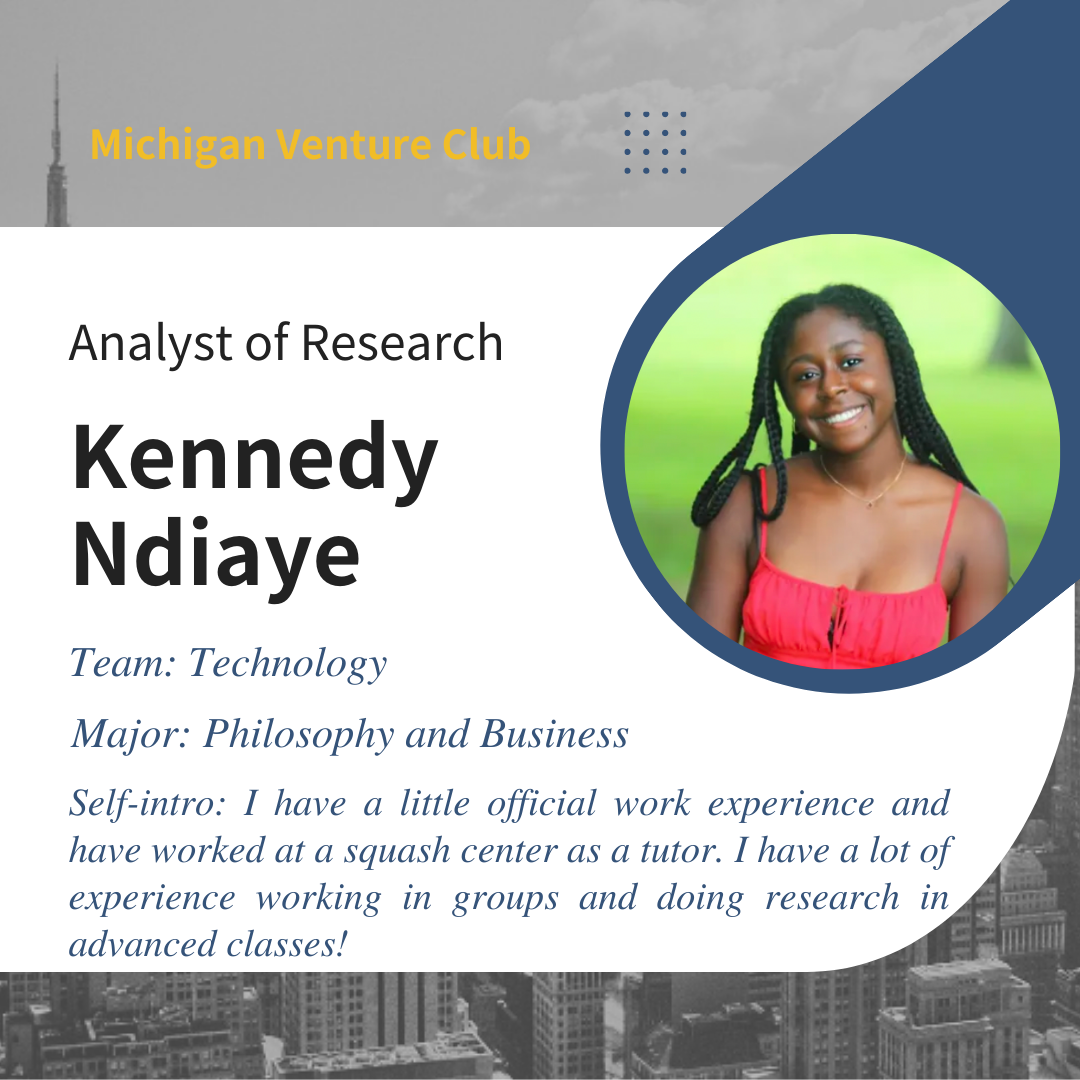 Michigan Venture Club
Analyst of Research
Kennedy
Ndiaye
Team: Technology
Major: Philosophy and Business
Self-intro: I have a little official work experience and
have worked at a squash center as a tutor. I have a lot of
experience working in groups and doing research in
advanced classes!